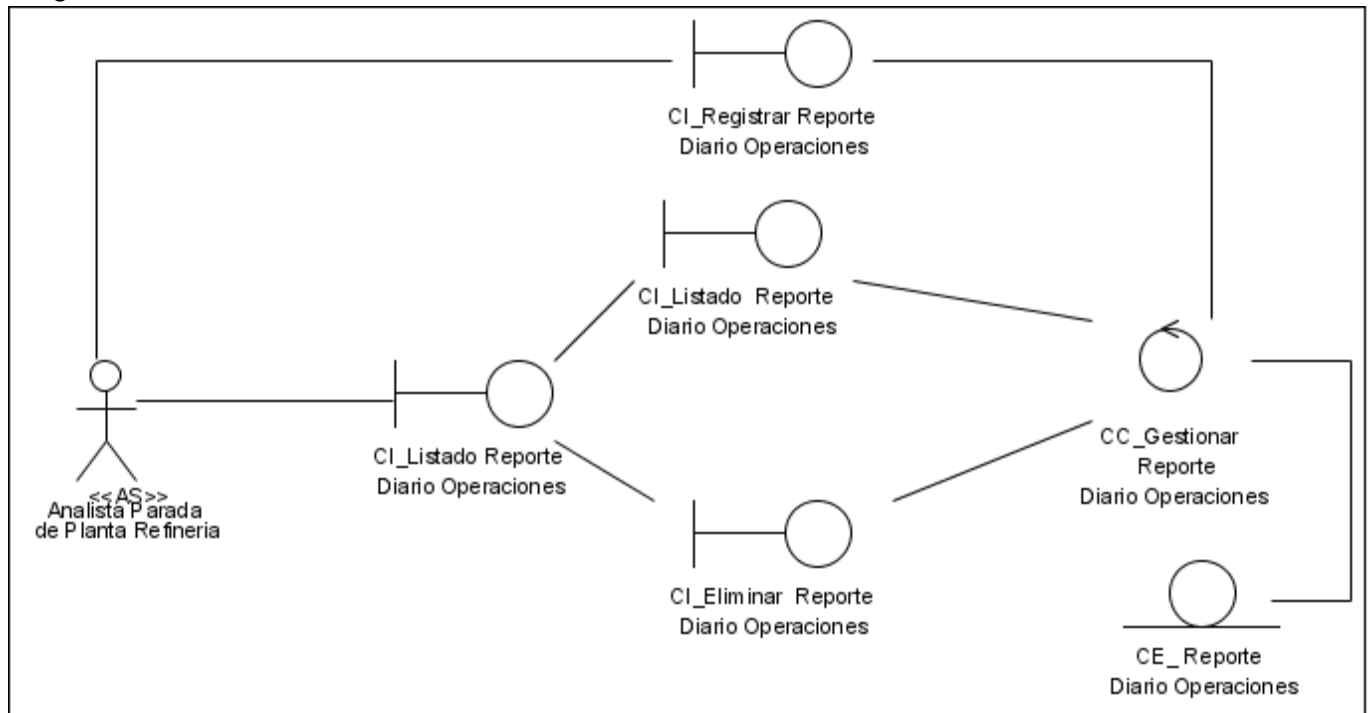 CI_Registrar Reporte
Diario Operaciones
CI_Listado Reporte
Diario Operaciones
CI_Listado Reporte
Diario Operaciones
<<AS>>
Analista Parada
de Planta Refineria
CC_Gestionar
Reporte
Diario Operaciones
CI_Eliminar Reporte
Diario Operaciones
CE_ Reporte
Diario Operaciones